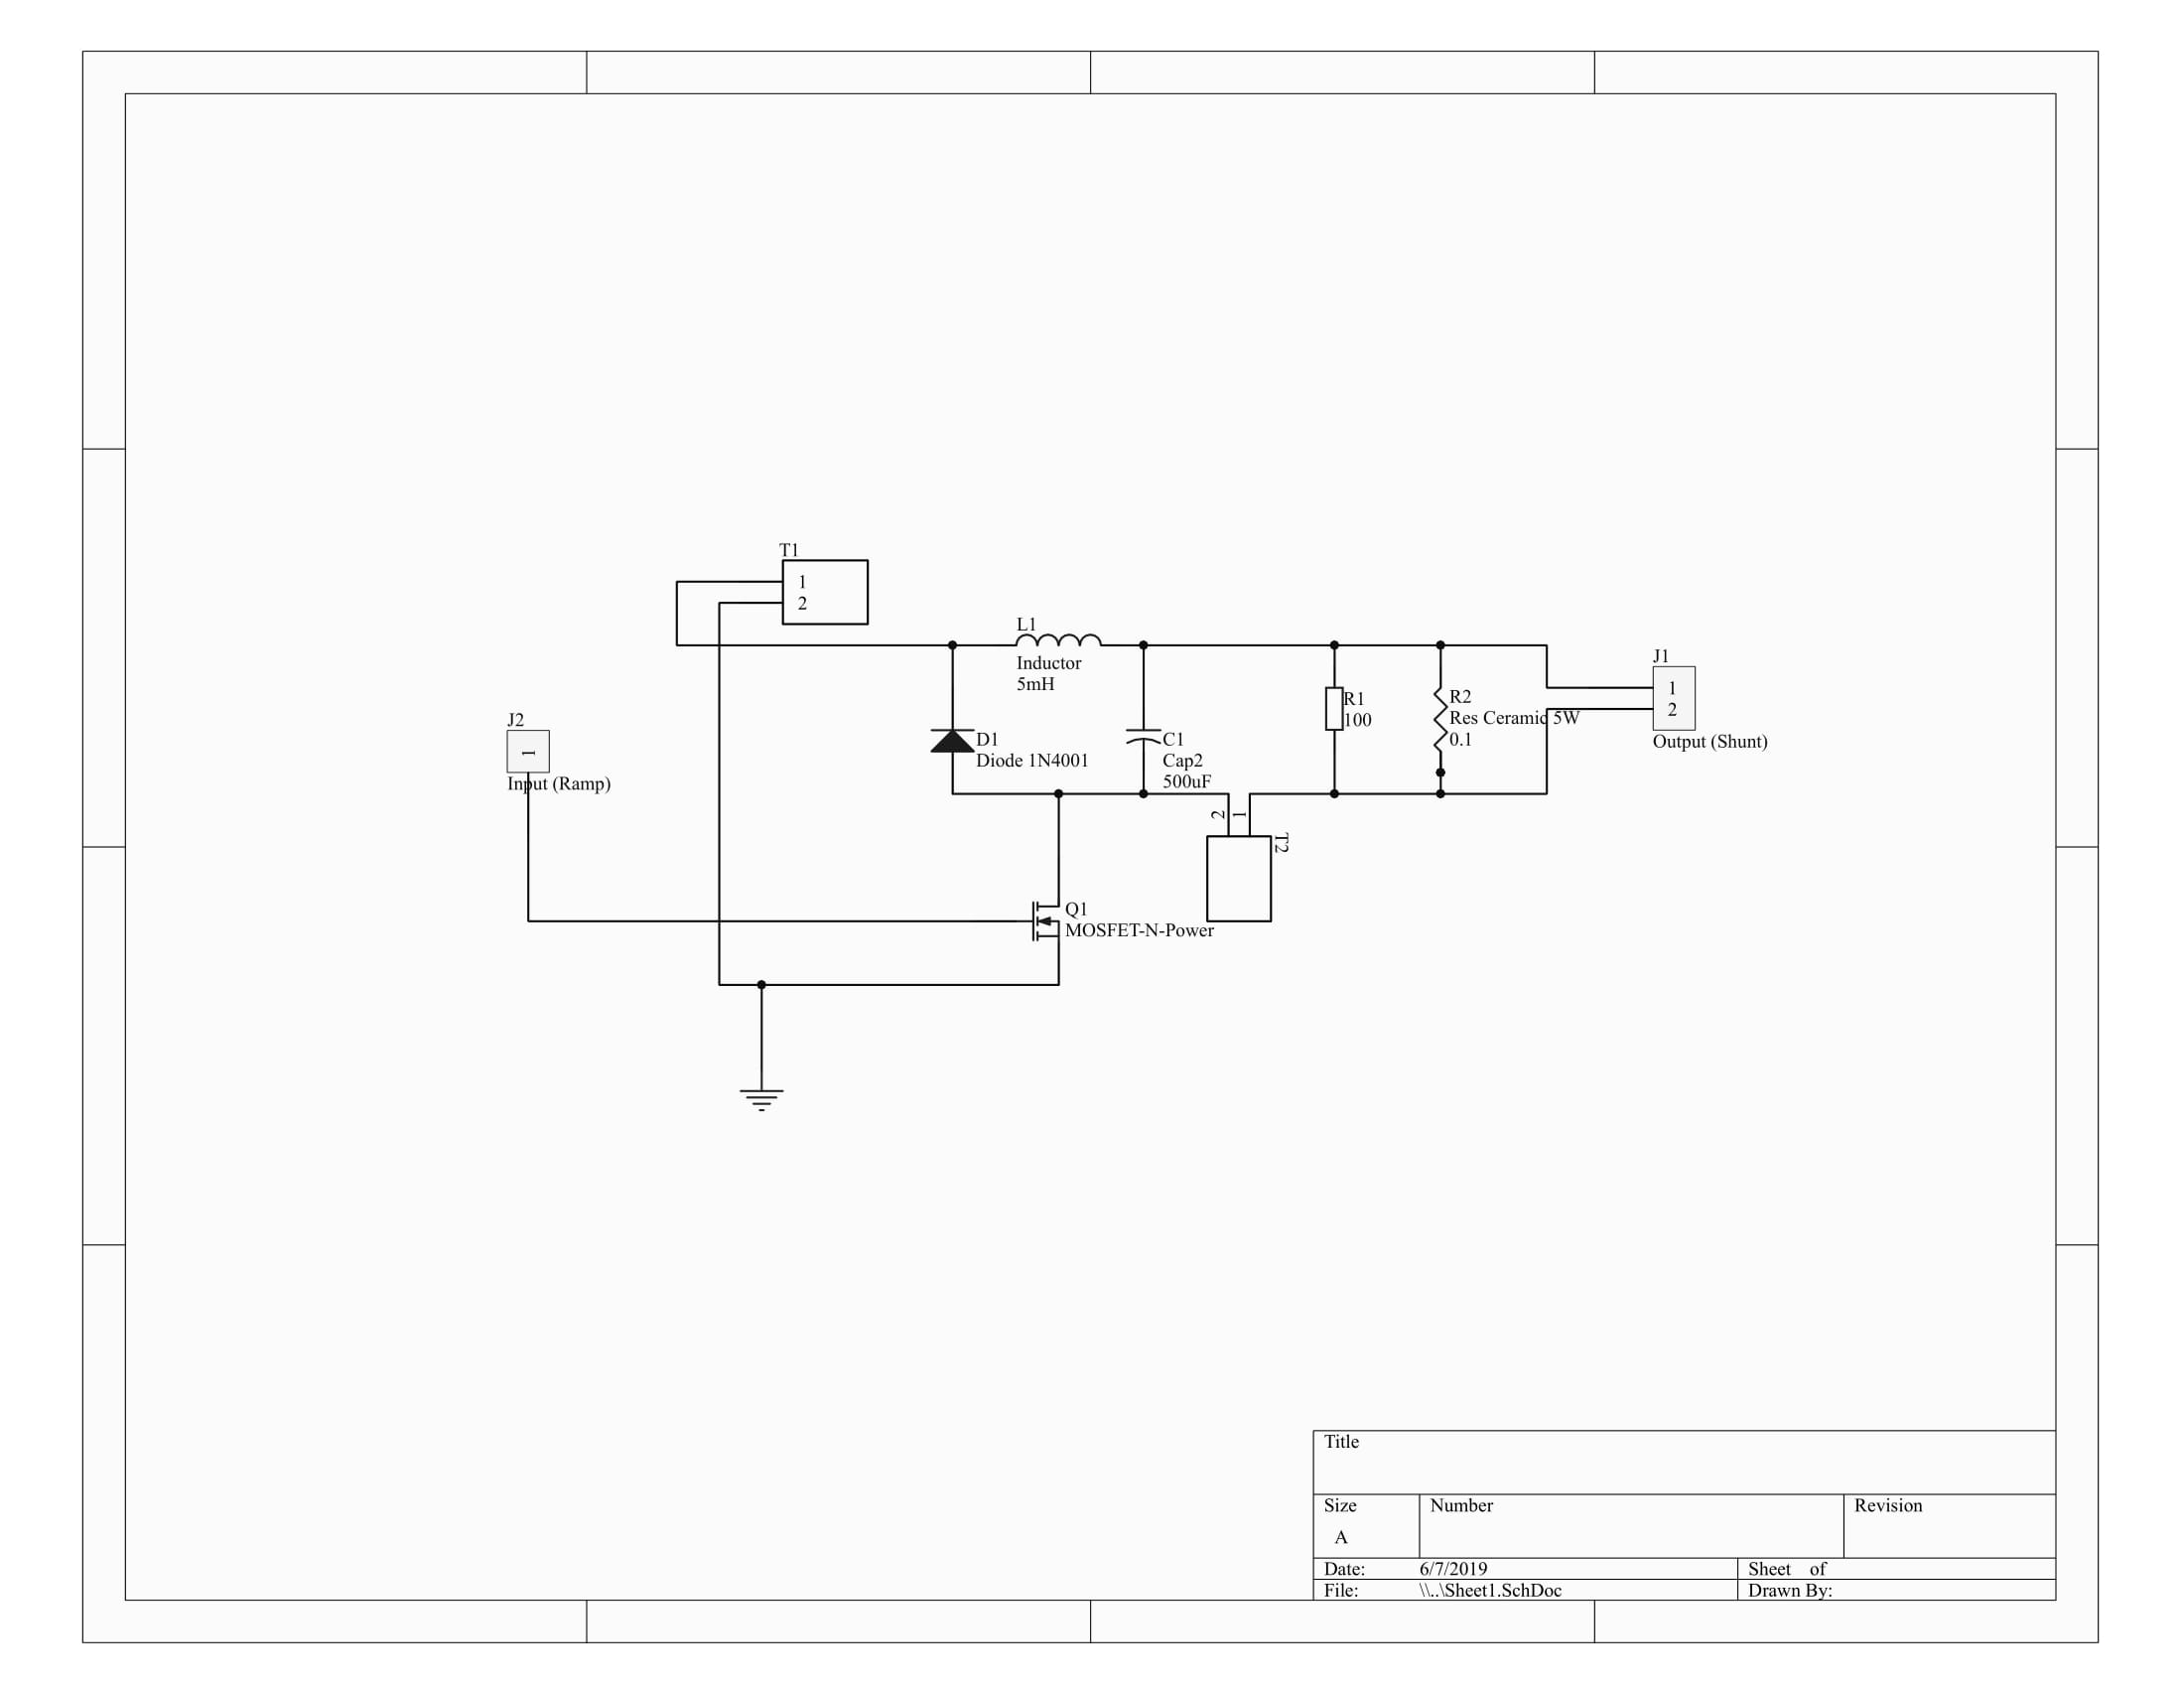 T1
1
2
L1
Inductor
5mH
J2
1
Input (Ramp)
D1
Diode 1N4001
C1
Cap2
500uF
R1
100
R2
Res Ceramic 5W
0.1
J1
1
2
Output (Shunt)
2
1
T2
Q1
MOSFET-N-Power
Title
Size
A
Number
Revision
Date:
6/7/2019
Sheet of
File:
\\..\Sheet1.SchDoc
Drawn By: